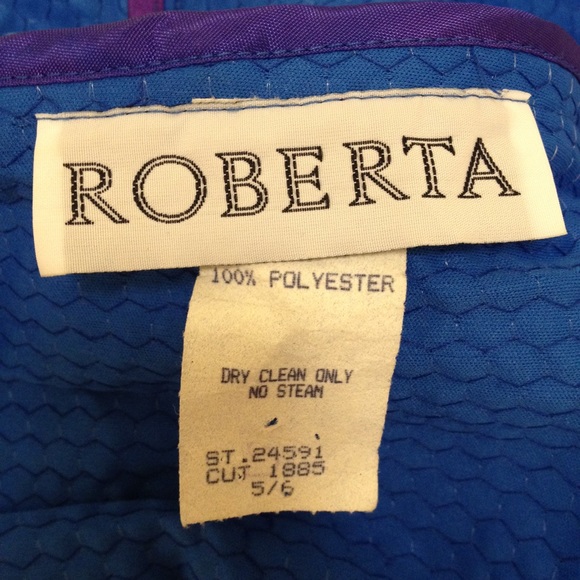 ROBERTA
100% POLYESTER
DRY CLEAN ONLY
NO STEAM
ST.24591
CUT 1885
5/6